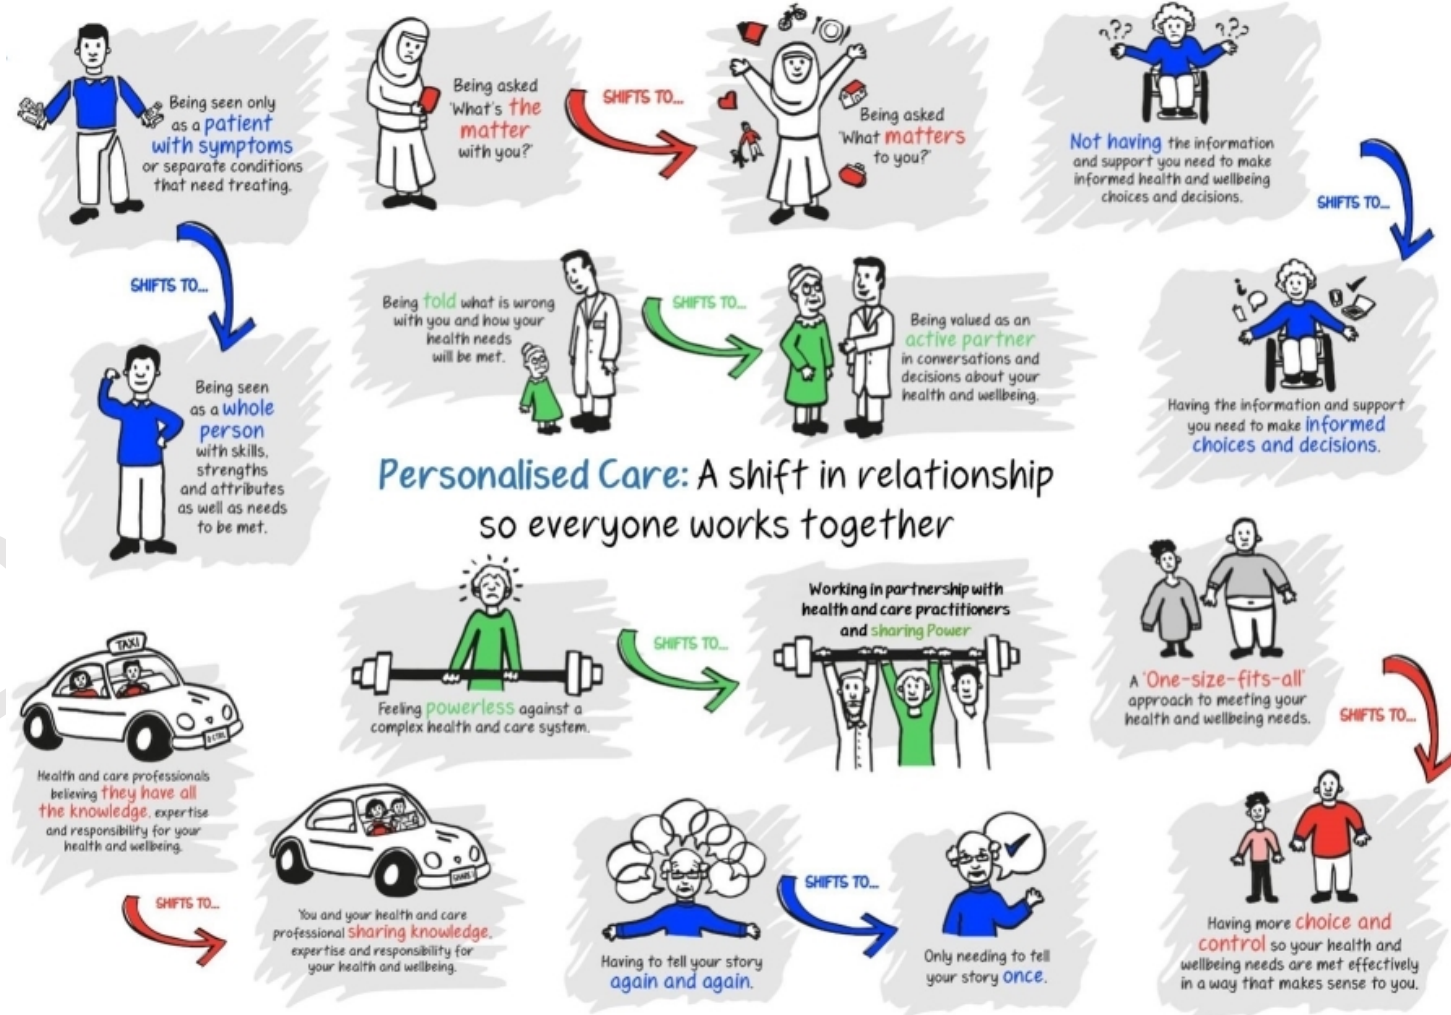 Being seen only
as a patient
with symptoms
or separate conditions
that need treating.
SHIFTS TO...
Being seen
as a whole
person
with skills,
strengths
and attributes
as well as needs
to be met.
Being asked
'What's the
matter
with you?'
SHIFTS TO...
Being asked
'What matters
to you?'
Not having the information
and support you need to make
informed health and wellbeing
choices and decisions.
SHIFTS TO...
Having the information and support
you need to make informed
choices and decisions.
Being told what is wrong
with you and how your
health needs
will be met.
SHIFTS TO...
Being valued as an
active partner
in conversations and
decisions about your
health and wellbeing.
Personalised Care: A shift in relationship
so everyone works together
Feeling powerless against a
complex health and care system.
SHIFTS TO...
Working in partnership with
health and care practitioners
and sharing Power
A 'One-size-fits-all'
approach to meeting your
health and wellbeing needs.
SHIFTS TO...
Having more choice and
control so your health and
wellbeing needs are met effectively
in a way that makes sense to you.
TAXI
Health and care professionals
believing they have all
the knowledge, expertise
and responsibility for your
health and wellbeing.
SHIFTS TO...
You and your health and care
professional sharing knowledge,
expertise and responsibility for
your health and wellbeing.
Having to tell your story
again and again.
SHIFTS TO...
Only needing to tell
your story once.